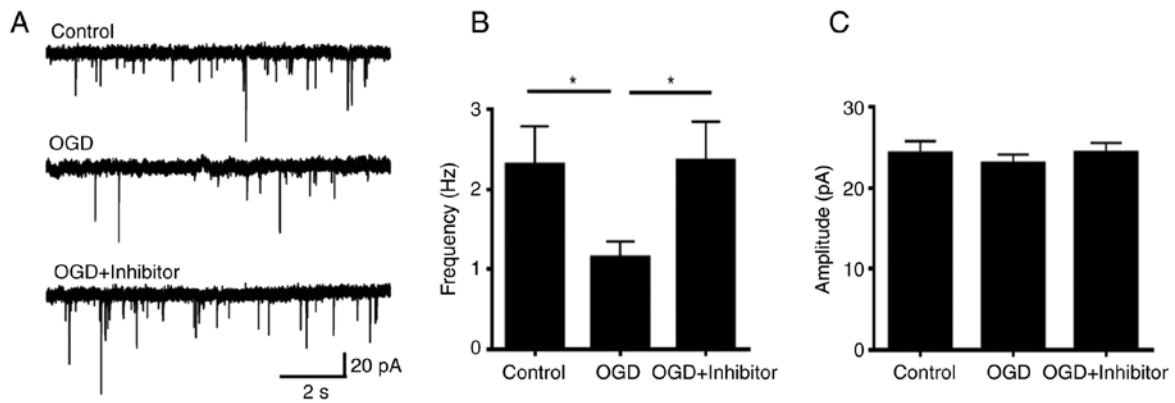 A
Control
OGD
OGD+Inhibitor
20 pA
2 s
B
* *
3
2
1
0
Frequency (Hz)
Control OGD OGD+Inhibitor
C
30
20
10
0
Amplitude (pA)
Control OGD OGD+Inhibitor